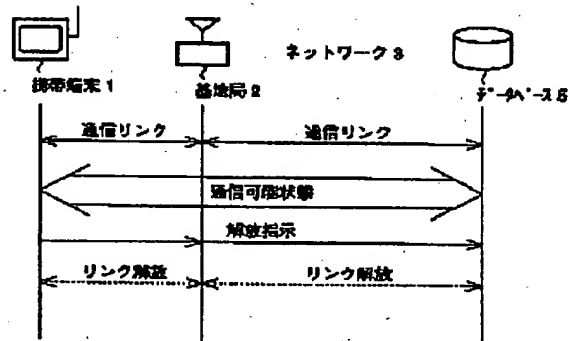 ネットワーク3
携帯端末1
基地局2
データベース5
通信リンク
通信リンク
通信可能状態
解放指示
リンク解放
リンク解放